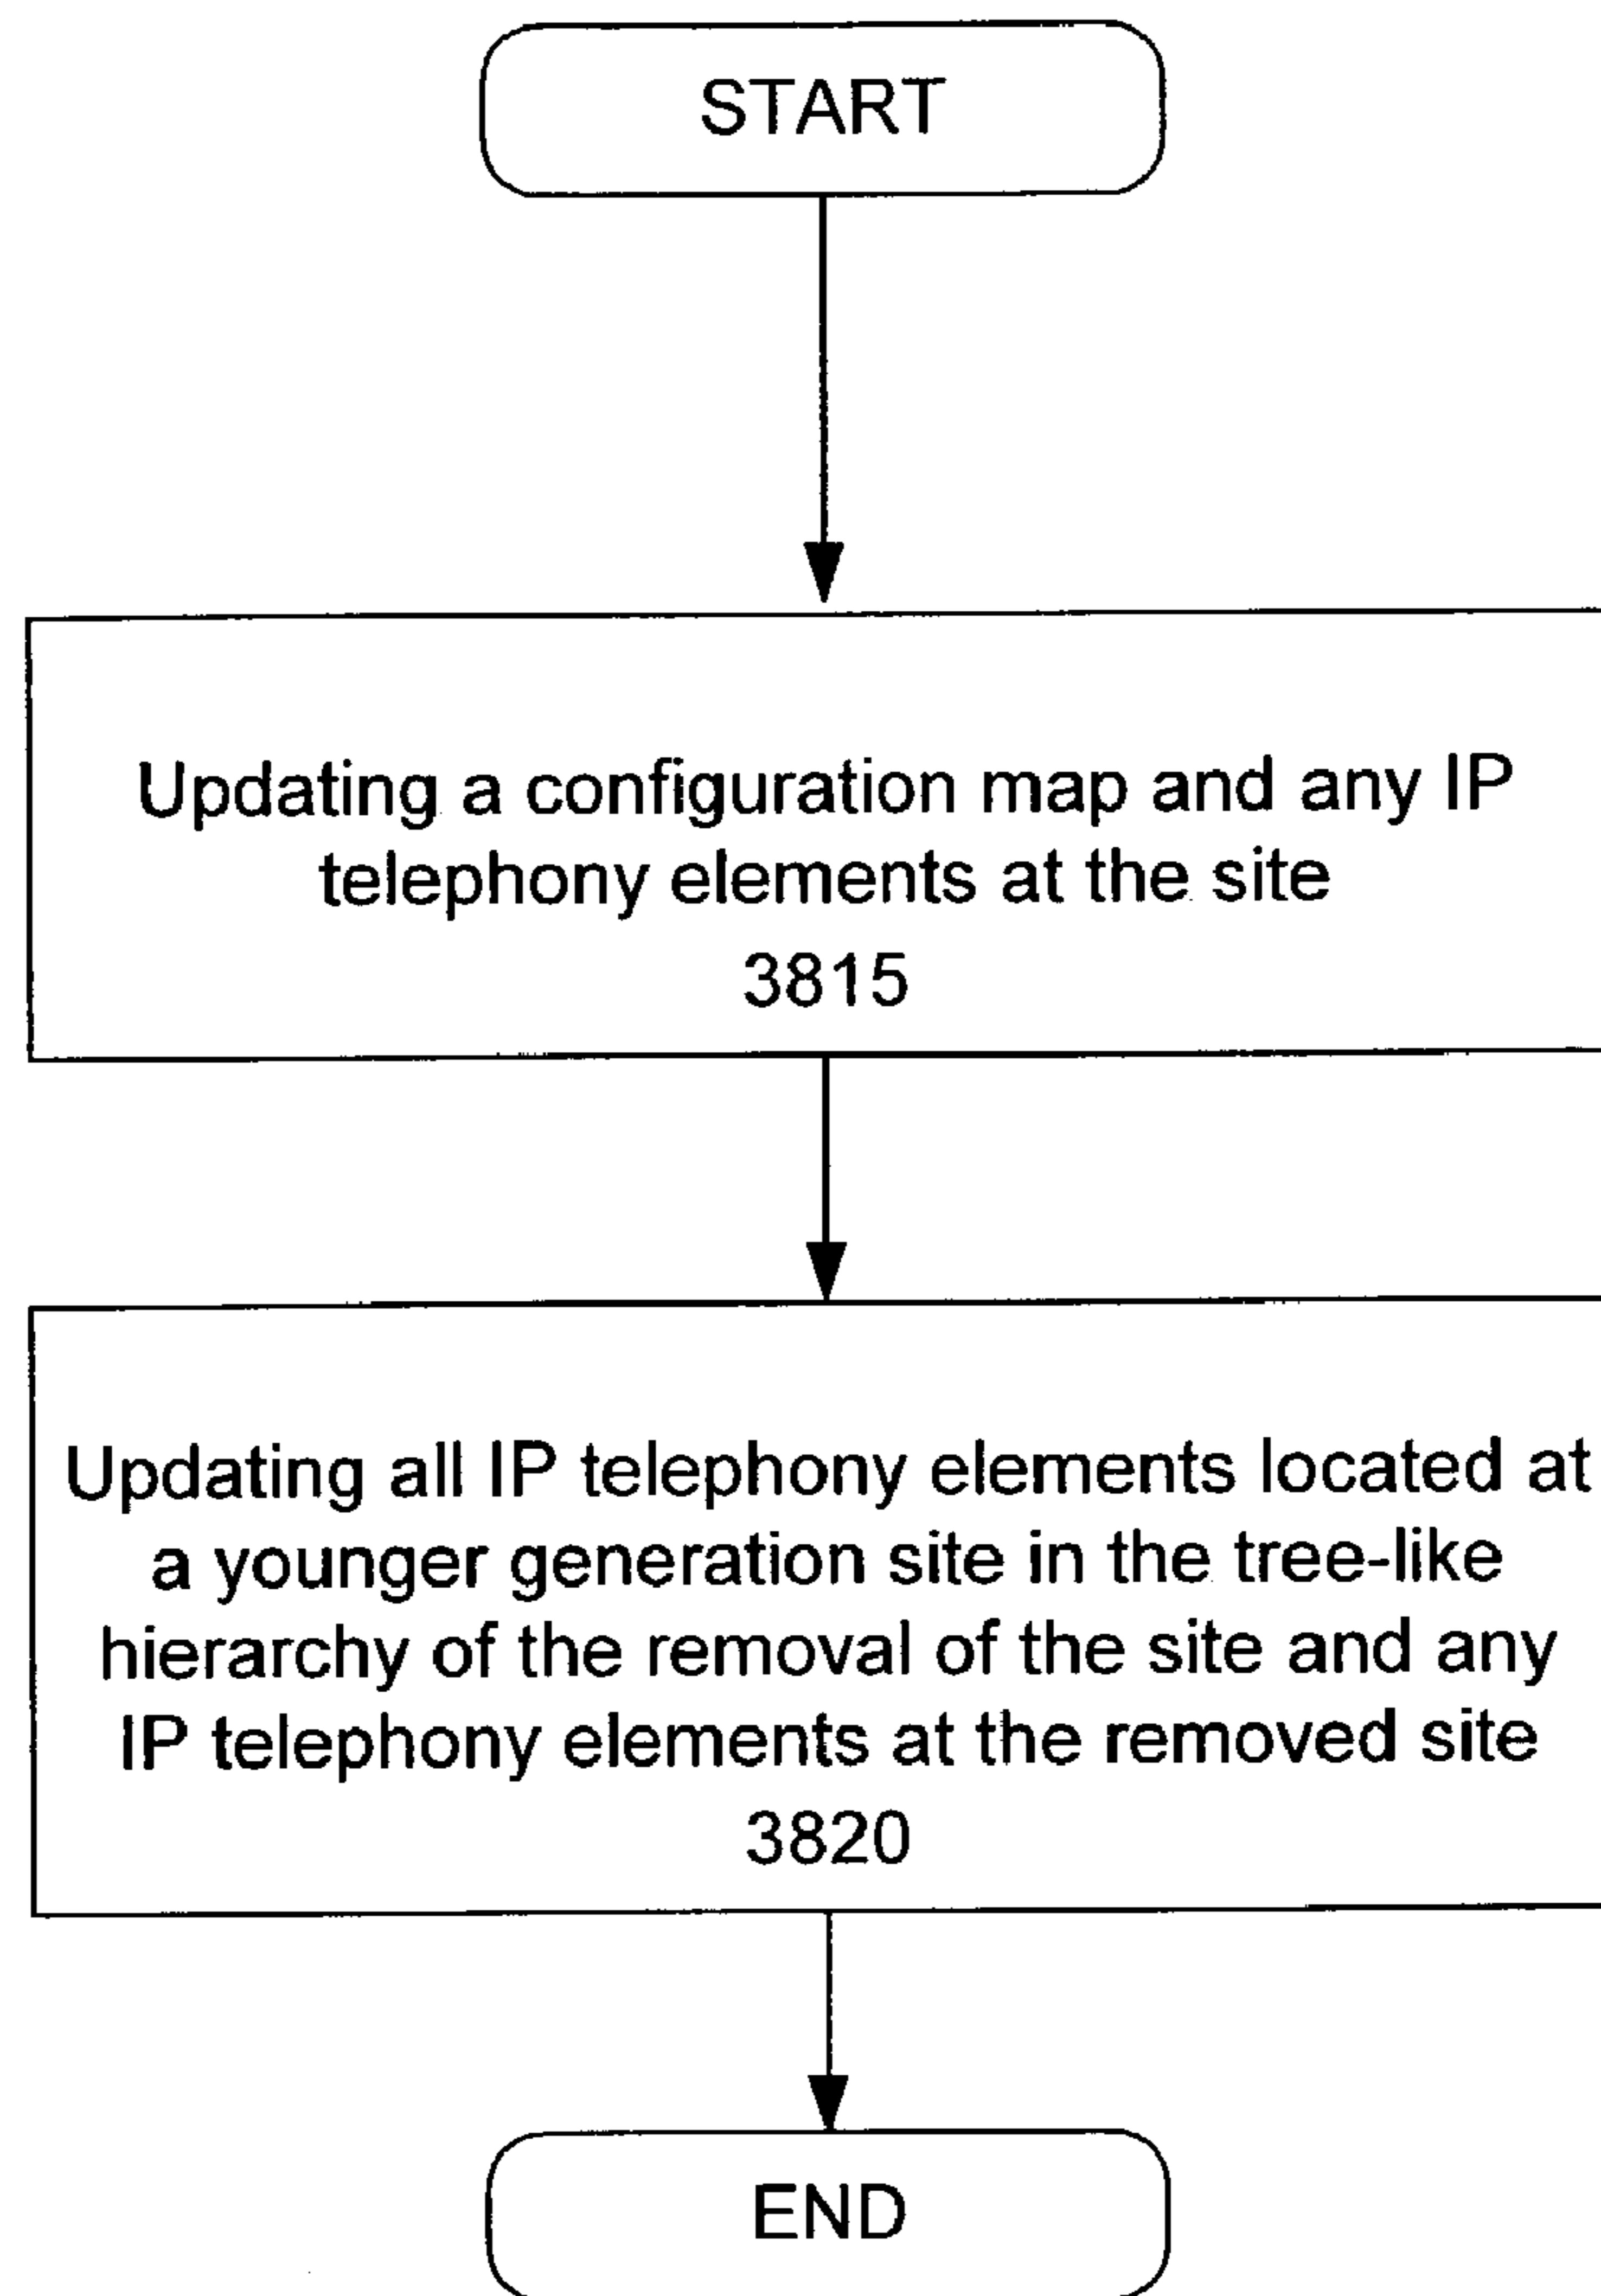 START
Updating a configuration map and any IP
telephony elements at the site
3815
Updating all IP telephony elements located at
a younger generation site in the tree-like
hierarchy of the removal of the site and any
IP telephony elements at the removed site
3820
END